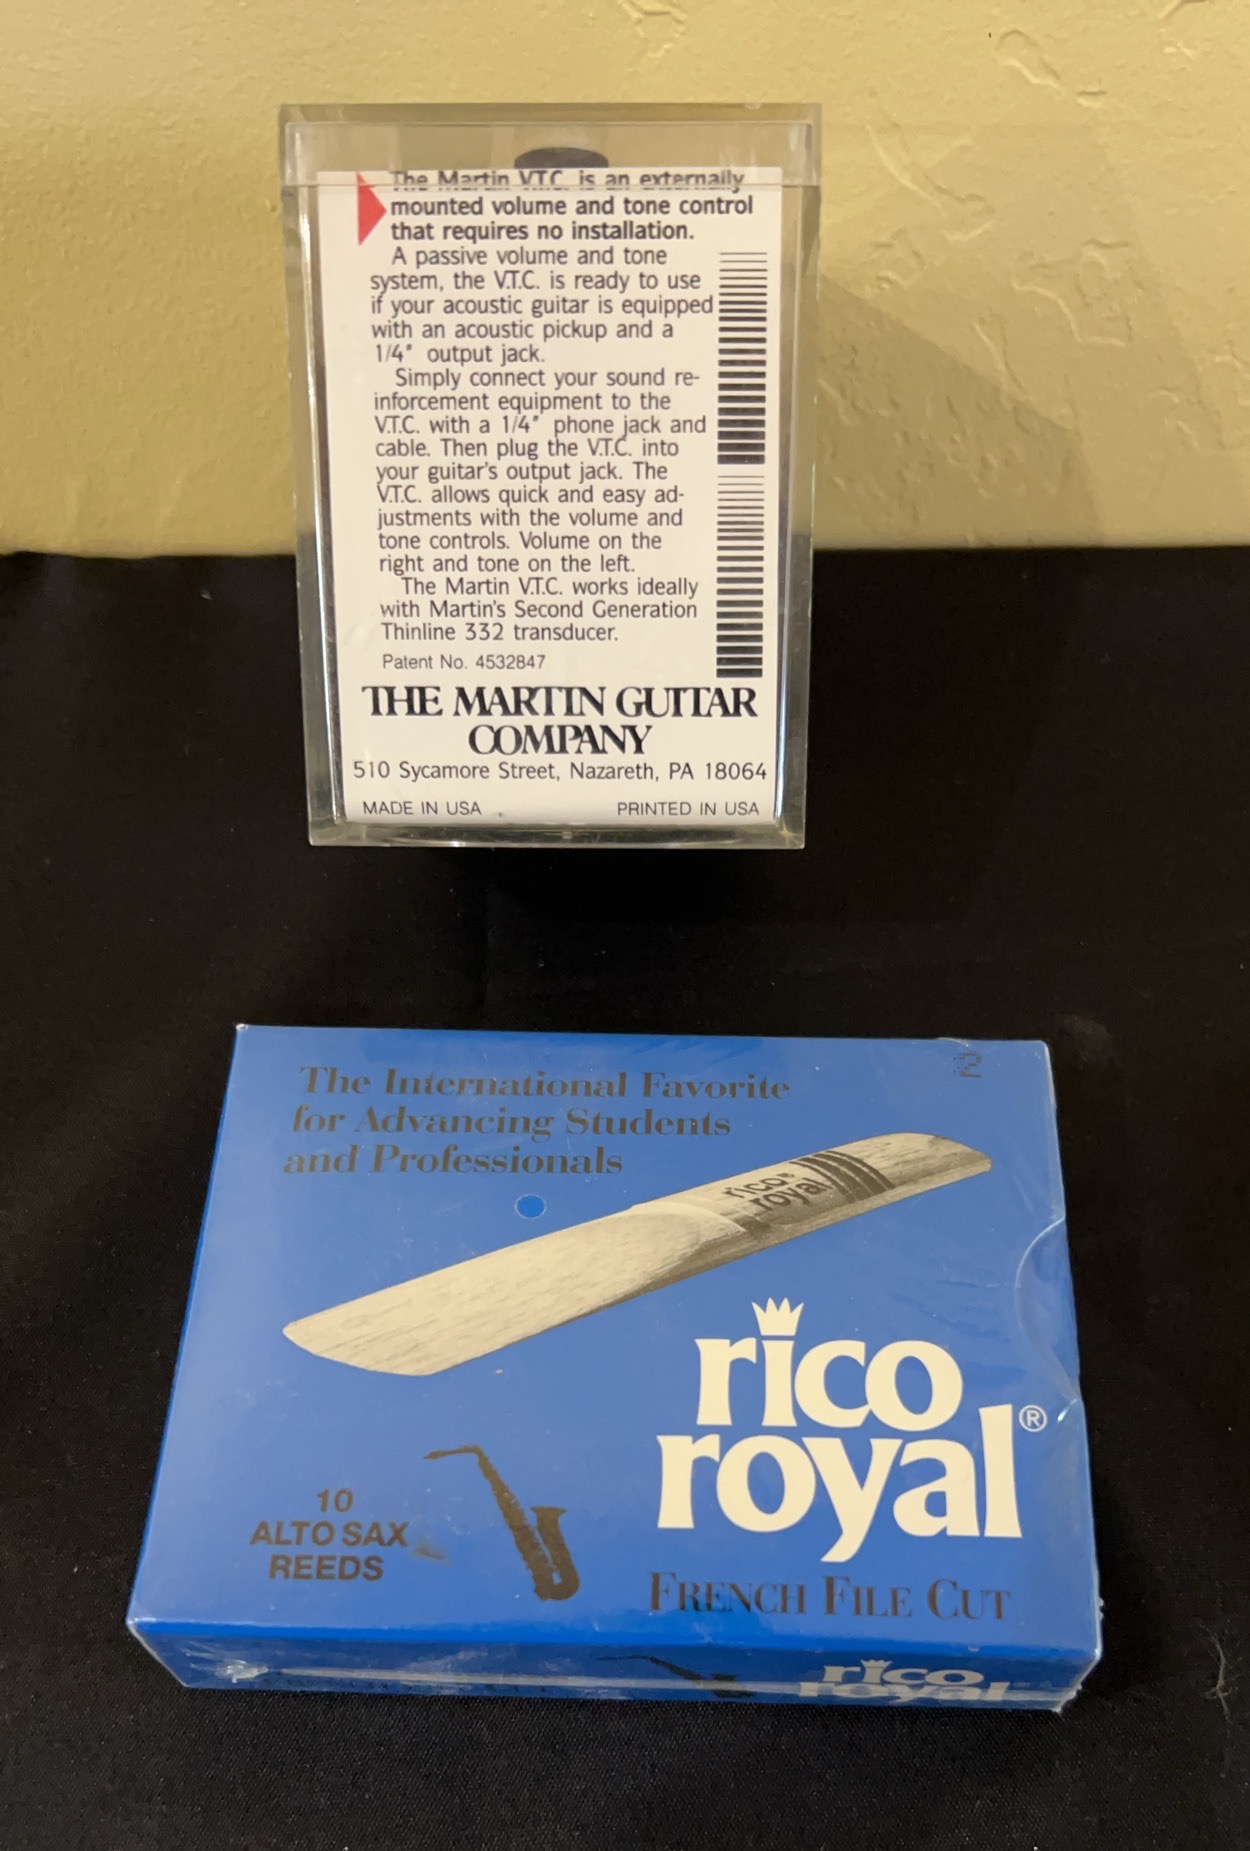 The Martin V.T.C. is an externally
mounted volume and tone control
that requires no installation.
A passive volume and tone
system, the V.T.C. is ready to use
if your acoustic guitar is equipped
with an acoustic pickup and a
1/4" output jack.
Simply connect your sound re-
inforcement equipment to the
V.T.C. with a 1/4" phone jack and
cable. Then plug the V.T.C. into
your guitar's output jack. The
V.T.C. allows quick and easy ad-
justments with the volume and
tone controls. Volume on the
right and tone on the left.
The Martin V.T.C. works ideally
with Martin's Second Generation
Thinline 332 transducer.
Patent No. 4532847
THE MARTIN GUITAR
COMPANY
510 Sycamore Street, Nazareth, PA 18064
MADE IN USA PRINTED IN USA
2
The International Favorite
for Advancing Students
and Professionals
rico®
royal
rico
royal®
10
ALTO SAX
REEDS
FRENCH FILE CUT
rico
royal